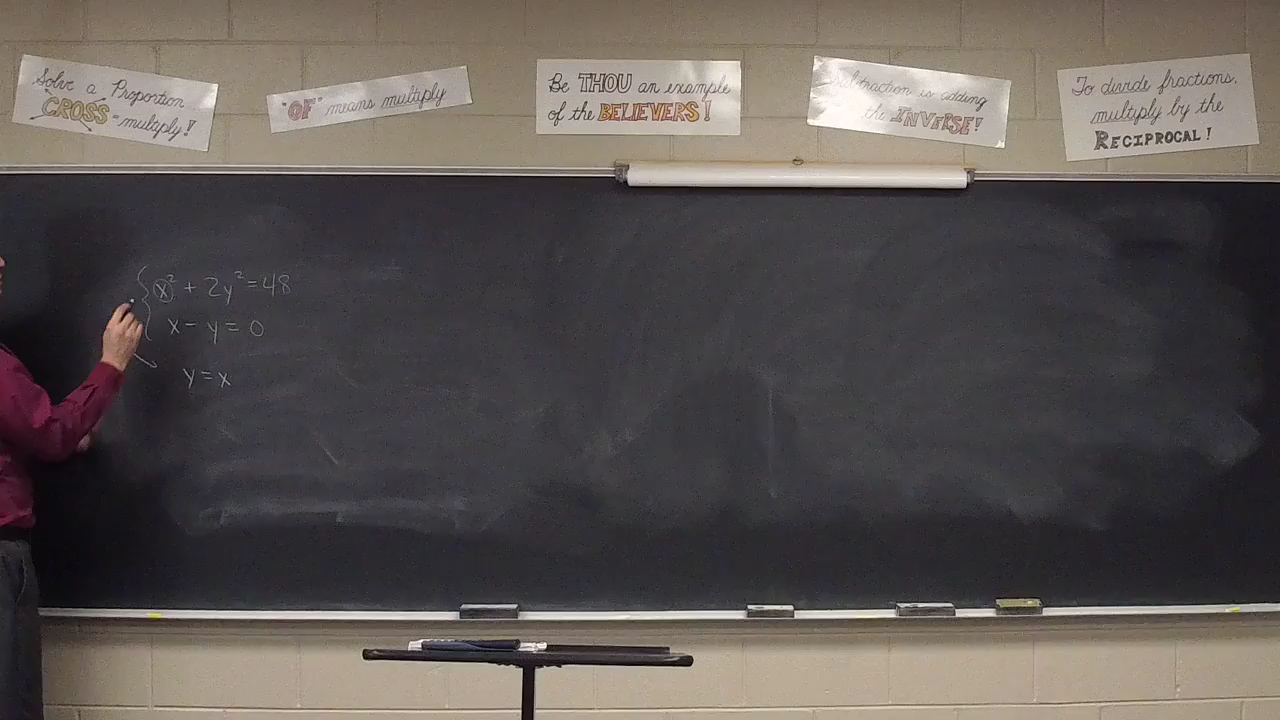 Solve a Proportion
CROSS-multiply!
"OF" means multiply
Be THOU an example
of the BELIEVERS!
Subtraction is adding
the INVERSE!
To divide fractions,
multiply by the
RECIPROCAL!
x² + 2y² = 48
x - y = 0
y = x